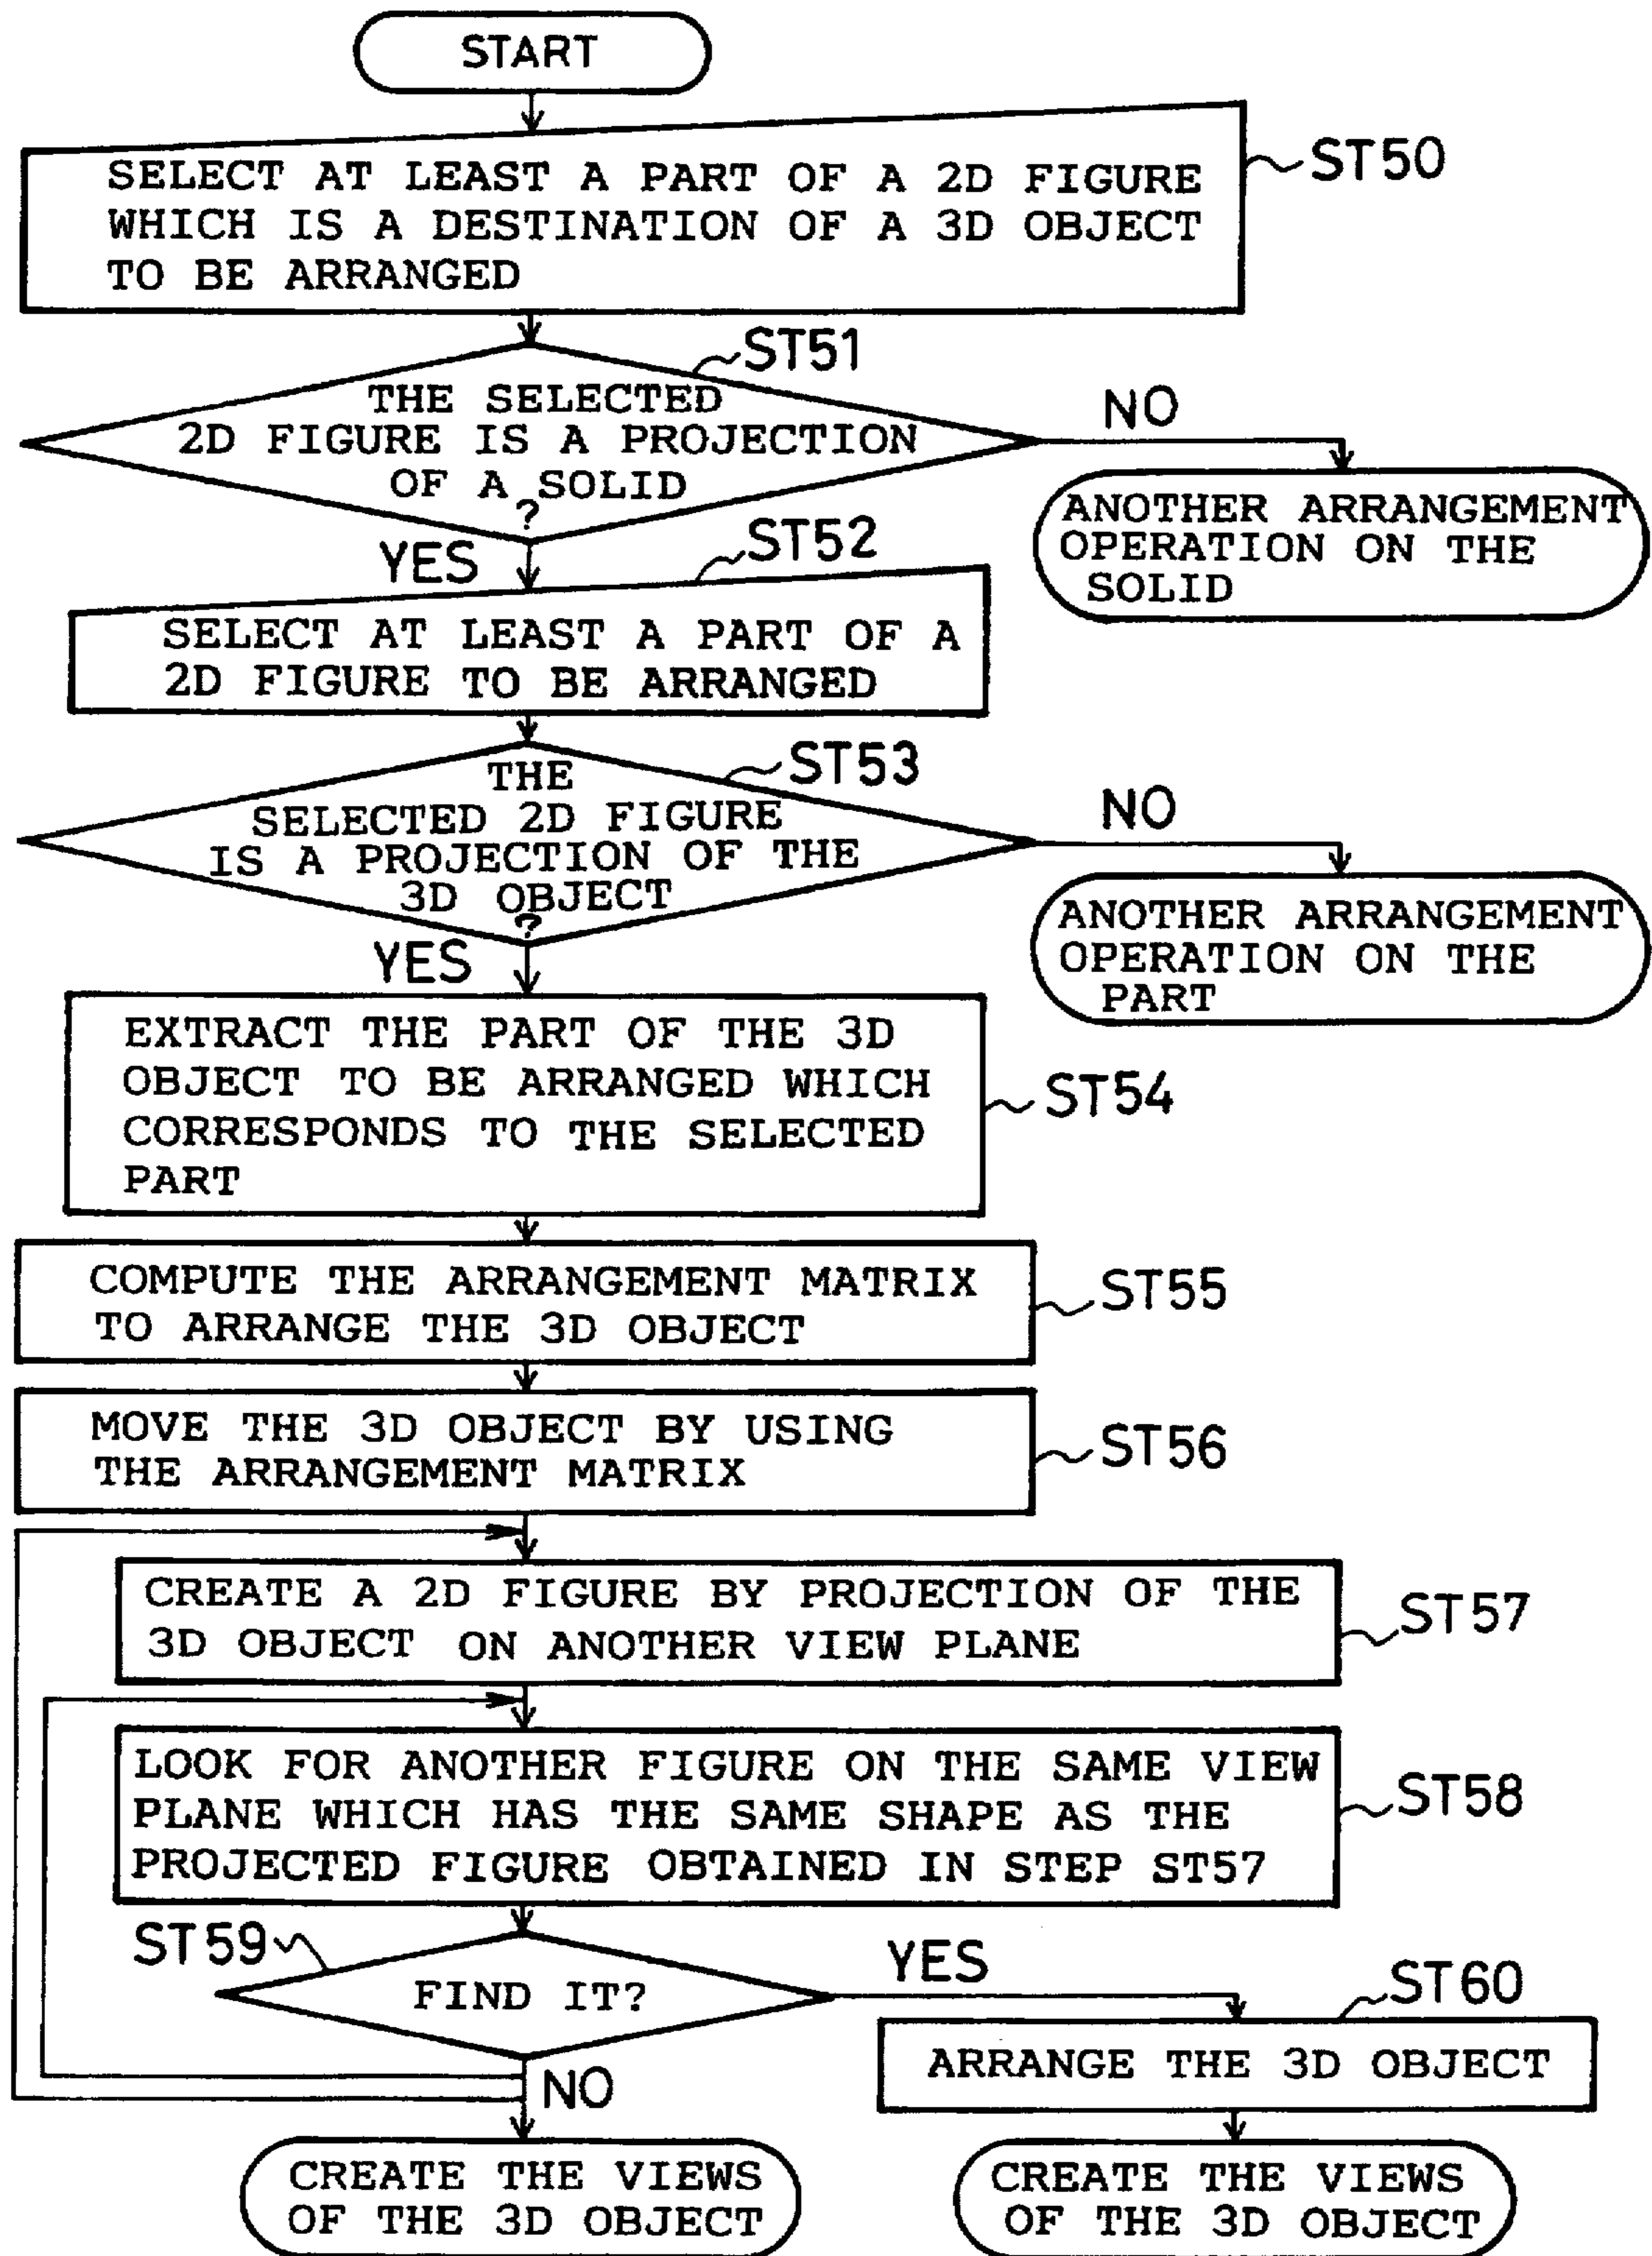 START
SELECT AT LEAST A PART OF A 2D FIGURE
WHICH IS A DESTINATION OF A 3D OBJECT
TO BE ARRANGED
ST50
ST51
THE SELECTED
2D FIGURE IS A PROJECTION
OF A SOLID
?
NO
ANOTHER ARRANGEMENT
OPERATION ON THE
SOLID
YES
ST52
SELECT AT LEAST A PART OF A
2D FIGURE TO BE ARRANGED
ST53
THE
SELECTED 2D FIGURE
IS A PROJECTION OF THE
3D OBJECT
?
NO
ANOTHER ARRANGEMENT
OPERATION ON THE
PART
YES
EXTRACT THE PART OF THE 3D
OBJECT TO BE ARRANGED WHICH
CORRESPONDS TO THE SELECTED
PART
ST54
COMPUTE THE ARRANGEMENT MATRIX
TO ARRANGE THE 3D OBJECT
ST55
MOVE THE 3D OBJECT BY USING
THE ARRANGEMENT MATRIX
ST56
CREATE A 2D FIGURE BY PROJECTION OF THE
3D OBJECT ON ANOTHER VIEW PLANE
ST57
LOOK FOR ANOTHER FIGURE ON THE SAME VIEW
PLANE WHICH HAS THE SAME SHAPE AS THE
PROJECTED FIGURE OBTAINED IN STEP ST57
ST58
ST59
FIND IT?
YES
ST60
ARRANGE THE 3D OBJECT
NO
CREATE THE VIEWS
OF THE 3D OBJECT
CREATE THE VIEWS
OF THE 3D OBJECT